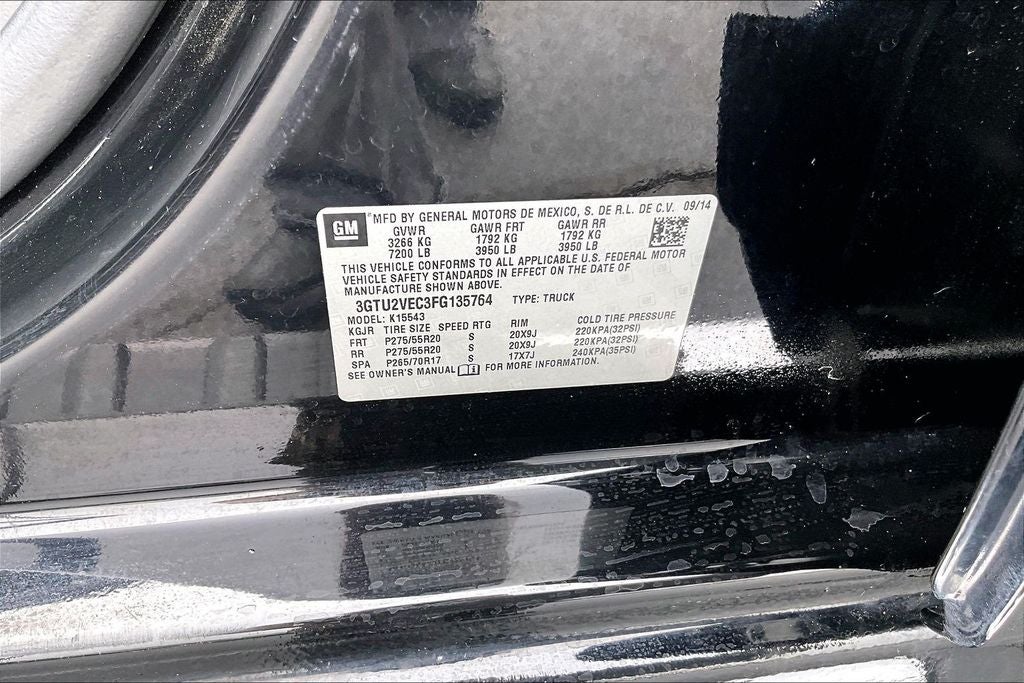 GM
MFD BY GENERAL MOTORS DE MEXICO, S. DE R.L. DE C.V. 09/14
GVWR GAWR FRT GAWR RR
3266 KG 1792 KG 1792 KG
7200 LB 3950 LB 3950 LB
THIS VEHICLE CONFORMS TO ALL APPLICABLE U.S. FEDERAL MOTOR
VEHICLE SAFETY STANDARDS IN EFFECT ON THE DATE OF
MANUFACTURE SHOWN ABOVE.
3GTU2VEC3FG135764 TYPE: TRUCK
MODEL: K15543
KGJR TIRE SIZE SPEED RTG RIM COLD TIRE PRESSURE
FRT P275/55R20 S 20X9J 220KPA(32PSI)
RR P275/55R20 S 20X9J 220KPA(32PSI)
SPA P265/70R17 S 17X7J 240KPA(35PSI)
SEE OWNER'S MANUAL FOR MORE INFORMATION.